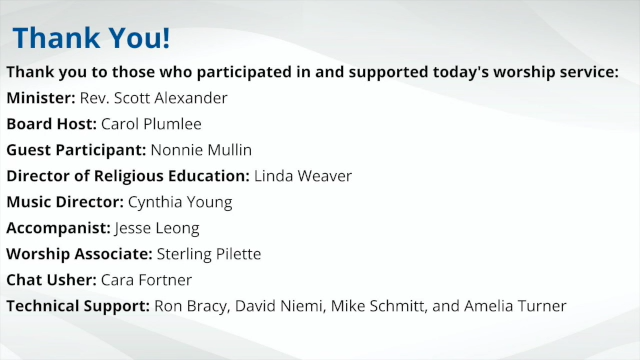 Thank You!
Thank you to those who participated in and supported today's worship service:
Minister: Rev. Scott Alexander
Board Host: Carol Plumlee
Guest Participant: Nonnie Mullin
Director of Religious Education: Linda Weaver
Music Director: Cynthia Young
Accompanist: Jesse Leong
Worship Associate: Sterling Pilette
Chat Usher: Cara Fortner
Technical Support: Ron Bracy, David Niemi, Mike Schmitt, and Amelia Turner